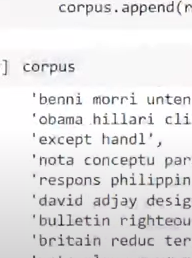 corpus.append(r
] corpus
'benni morri unten
'obama hillari cli
'except handl',
'nota conceptu par
'respons philippin
'david adjay desig
'bulletin righteou
'britain reduc ter